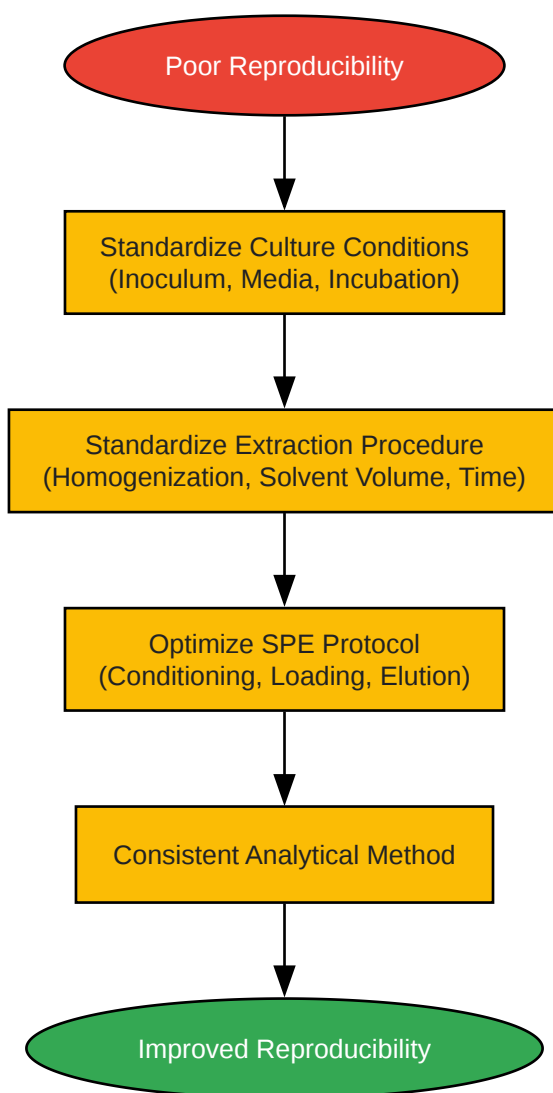 Poor Reproducibility
Standardize Culture Conditions
(Inoculum, Media, Incubation)
Standardize Extraction Procedure
(Homogenization, Solvent Volume, Time)
Optimize SPE Protocol
(Conditioning, Loading, Elution)
Consistent Analytical Method
Improved Reproducibility